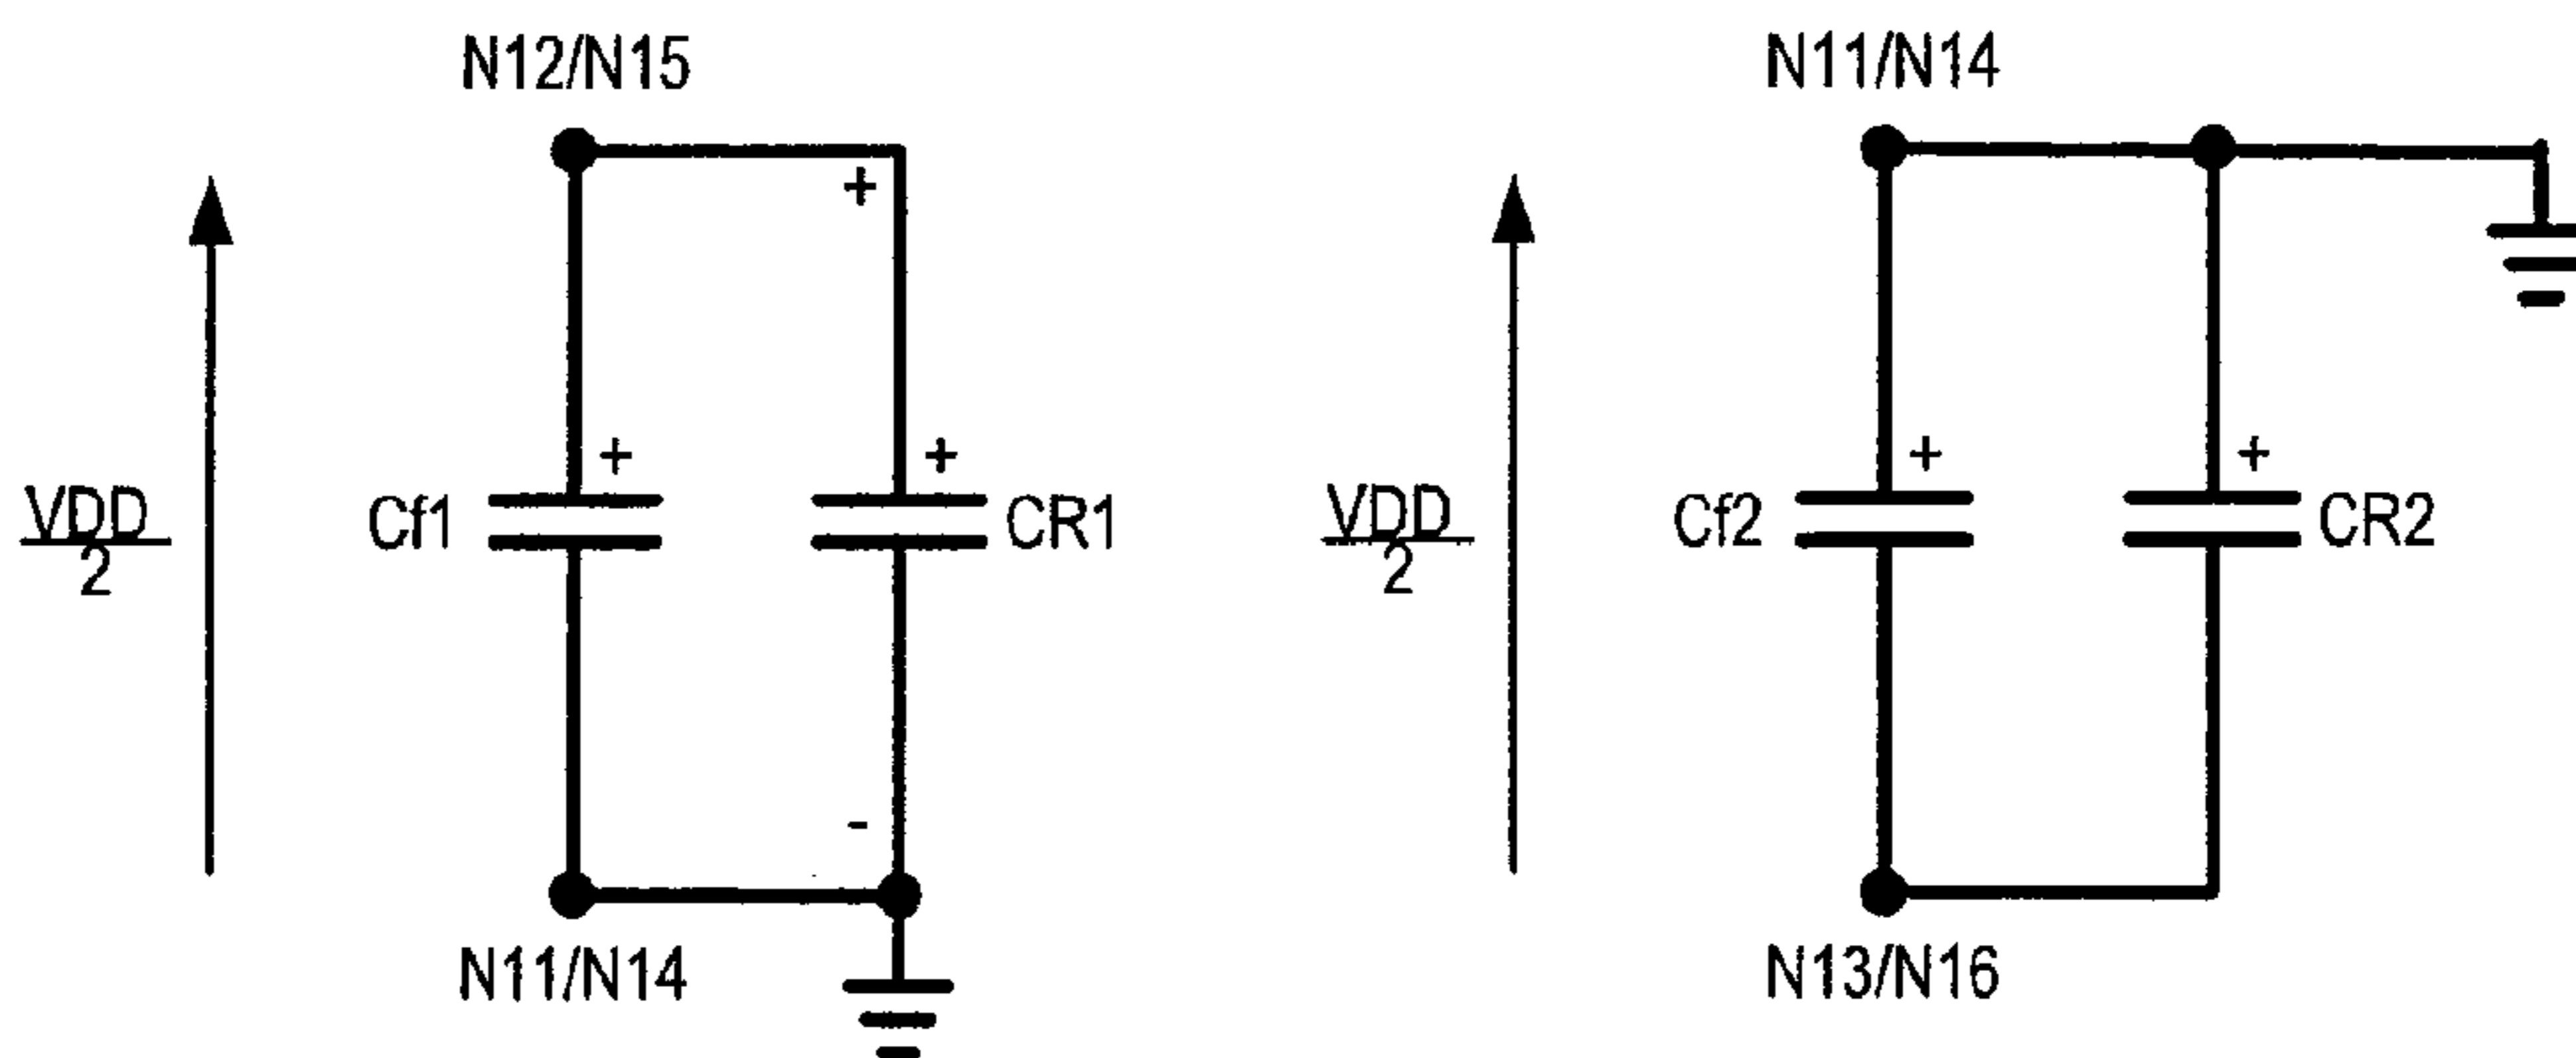 N12/N15
+
+
+
VDD
2
Cf1
CR1
-
N11/N14
N11/N14
+
+
VDD
2
Cf2
CR2
N13/N16